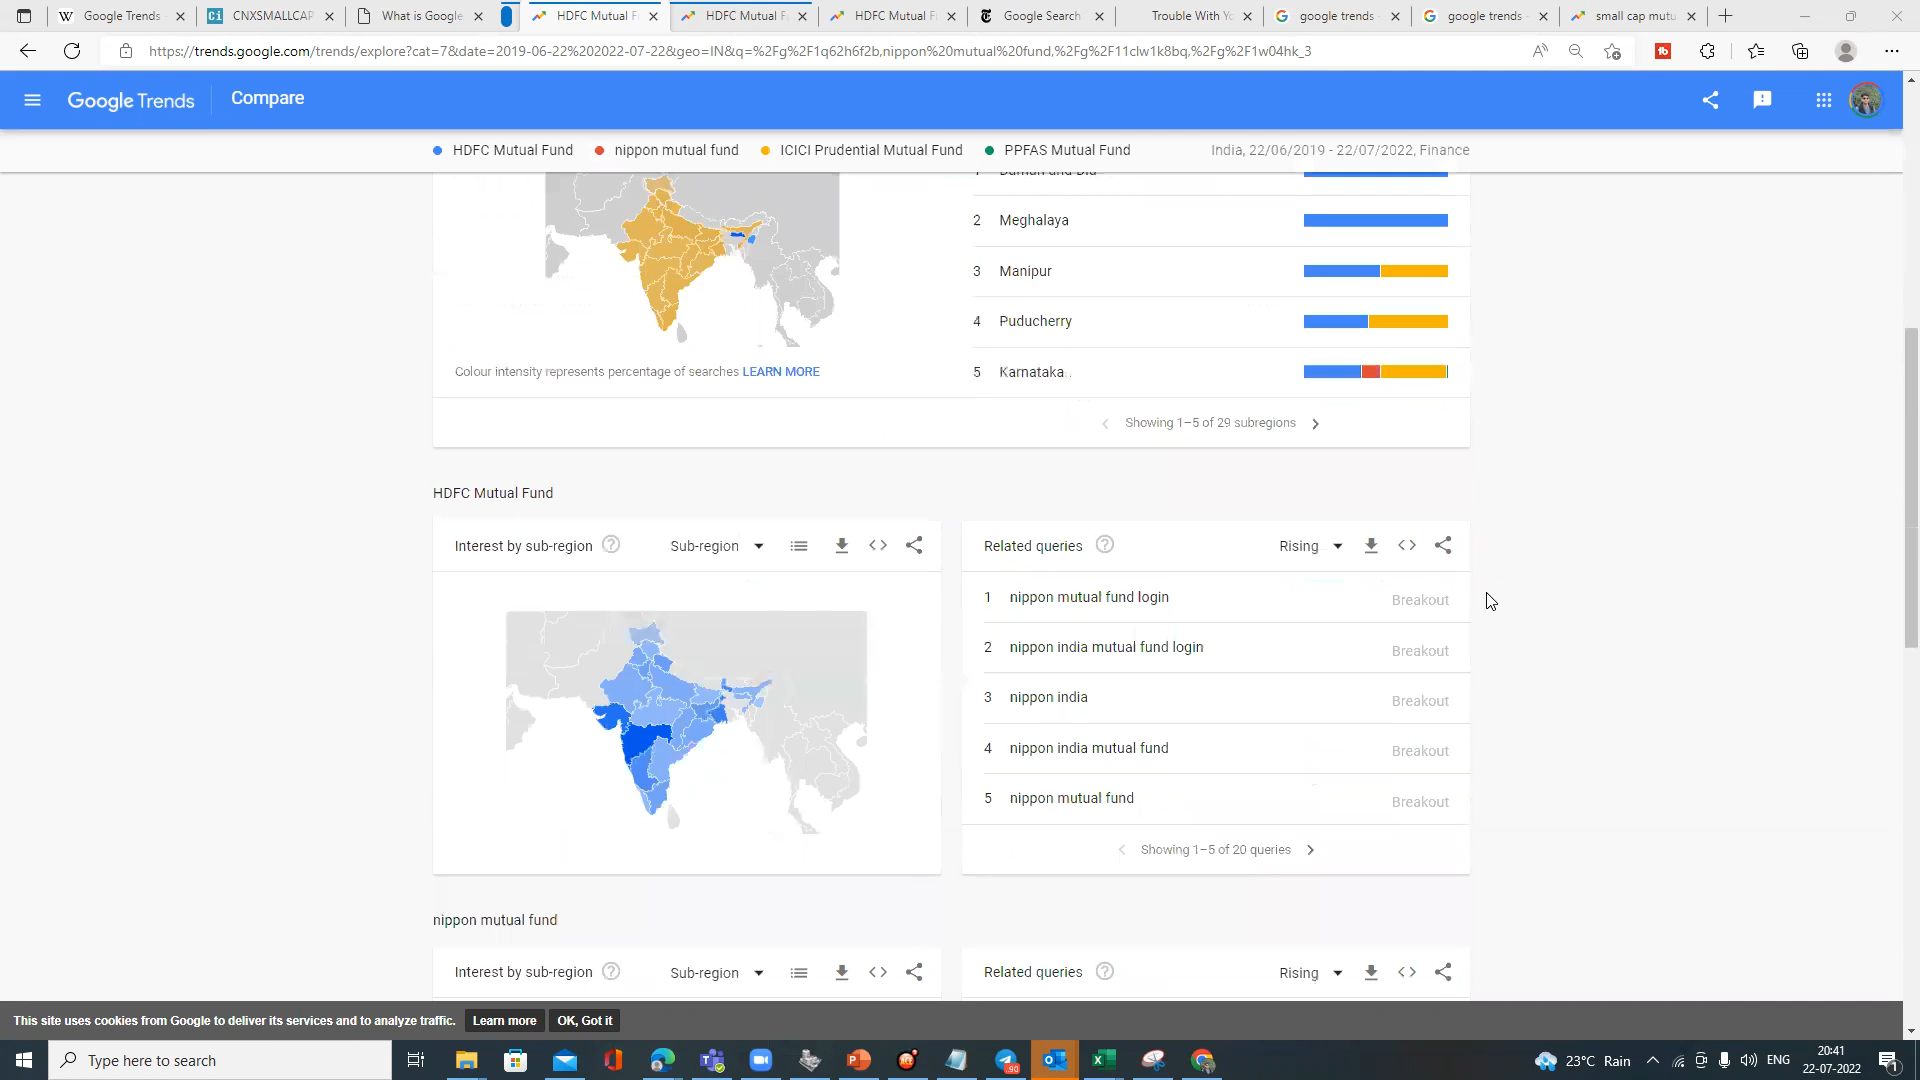 Google Trends -
CNXSMALLCAP
What is Google
HDFC Mutual F
HDFC Mutual F
HDFC Mutual F
Google Search
Trouble With Yo
google trends -
google trends -
small cap mutu
https://trends.google.com/trends/explore?cat=7&date=2019-06-22%202022-07-22&geo=IN&q=%2Fg%2F1q62h6f2b,nippon%20mutual%20fund,%2Fg%2F11clw1k8bq,%2Fg%2F1w04hk_3
Google Trends
Compare
HDFC Mutual Fund
nippon mutual fund
ICICI Prudential Mutual Fund
PPFAS Mutual Fund
India, 22/06/2019 - 22/07/2022, Finance
1 Daman and Diu
2 Meghalaya
3 Manipur
4 Puducherry
5 Karnataka
Colour intensity represents percentage of searches LEARN MORE
Showing 1–5 of 29 subregions
HDFC Mutual Fund
Interest by sub-region
Sub-region
Related queries
Rising
1 nippon mutual fund login Breakout
2 nippon india mutual fund login Breakout
3 nippon india Breakout
4 nippon india mutual fund Breakout
5 nippon mutual fund Breakout
Showing 1–5 of 20 queries
nippon mutual fund
Interest by sub-region
Sub-region
Related queries
Rising
This site uses cookies from Google to deliver its services and to analyze traffic.
Learn more
OK, Got it
Type here to search
90
23°C Rain
ENG
20:41
22-07-2022
1